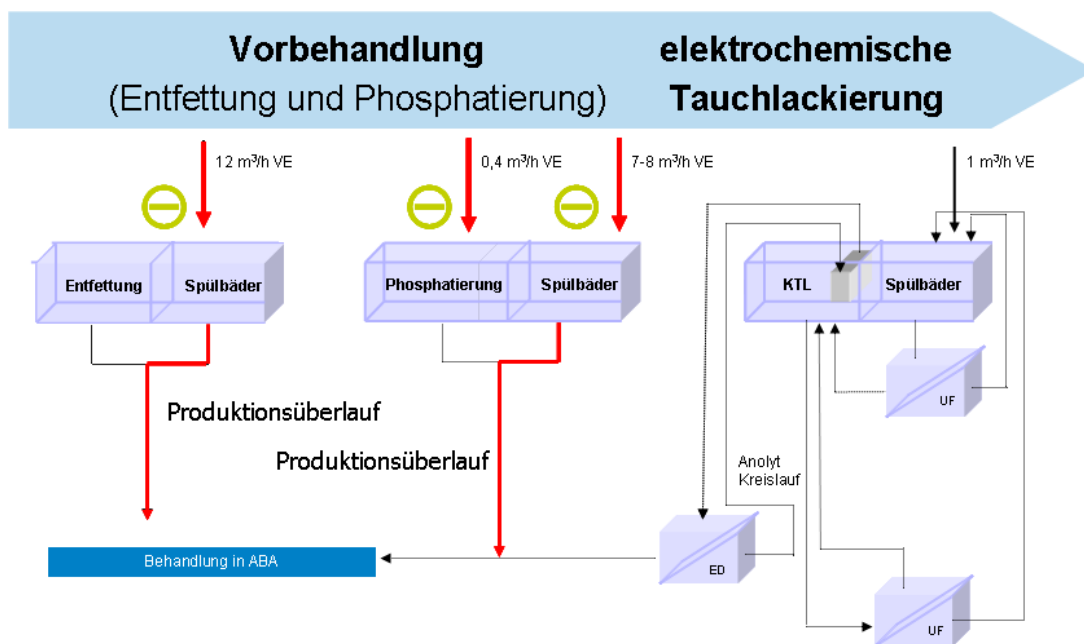 Vorbehandlung
(Entfettung und Phosphatierung)
elektrochemische
Tauchlackierung
12 m³/h VE
0,4 m³/h VE
7-8 m³/h VE
1 m³/h VE
Entfettung
Spülbäder
Phosphatierung
Spülbäder
KTL
Spülbäder
UF
Produktionsüberlauf
Produktionsüberlauf
Anolyt
Kreislauf
Behandlung in ABA
ED
UF